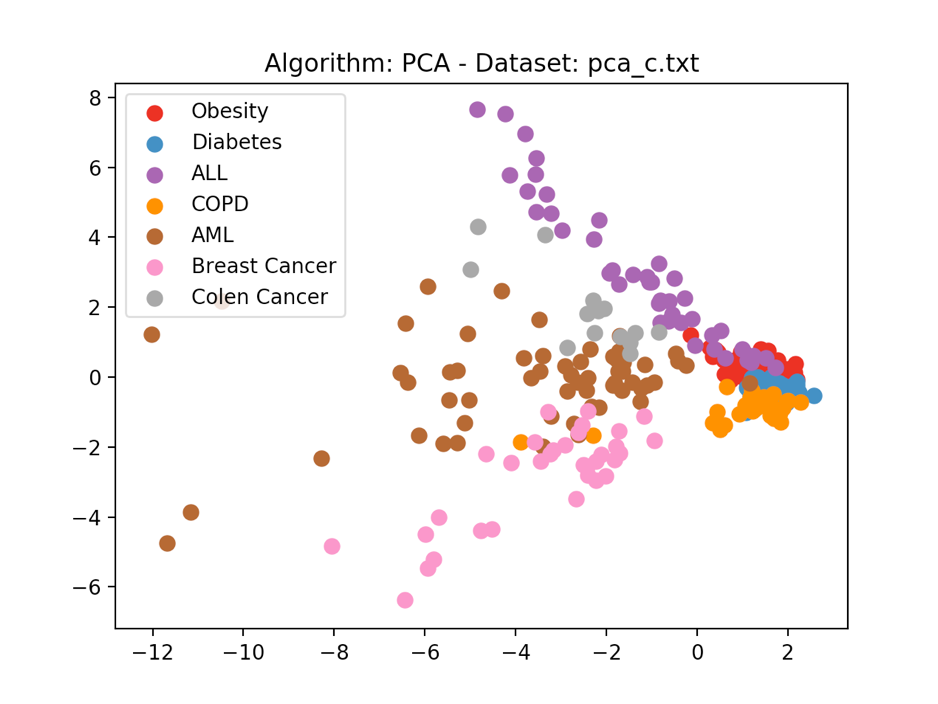 Algorithm: PCA - Dataset: pca_c.txt
8
6
4
2
0
−2
−4
−6
Obesity
Diabetes
ALL
COPD
AML
Breast Cancer
Colen Cancer
−12 −10 −8 −6 −4 −2 0 2